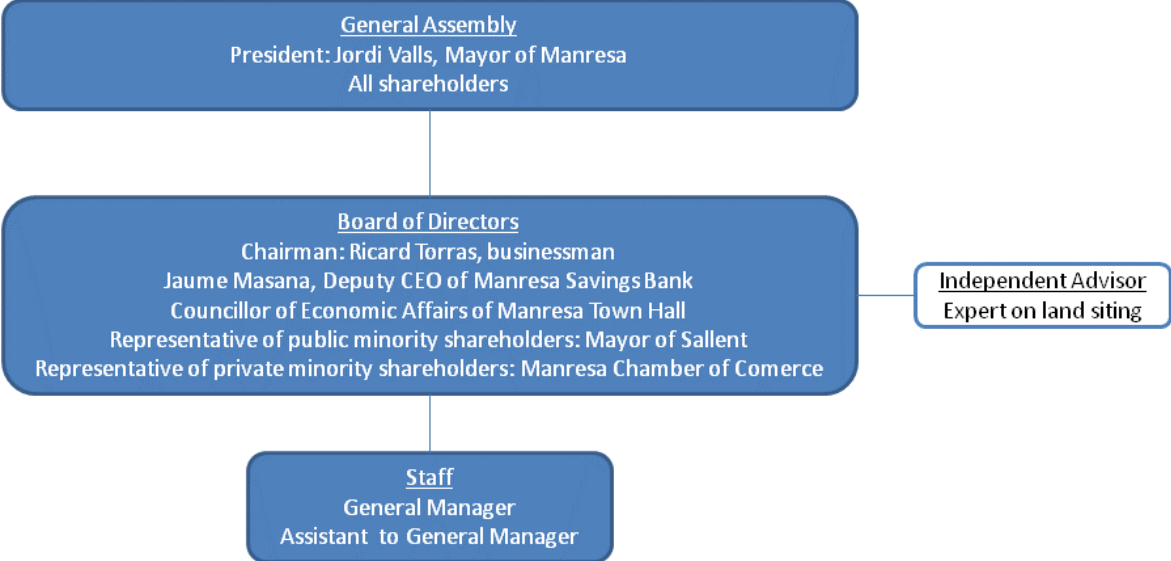 General Assembly
President: Jordi Valls, Mayor of Manresa
All shareholders
Board of Directors
Chairman: Ricard Torras, businessman
Jaume Masana, Deputy CEO of Manresa Savings Bank
Councillor of Economic Affairs of Manresa Town Hall
Representative of public minority shareholders: Mayor of Sallent
Representative of private minority shareholders: Manresa Chamber of Comerce
Independent Advisor
Expert on land siting
Staff
General Manager
Assistant to General Manager